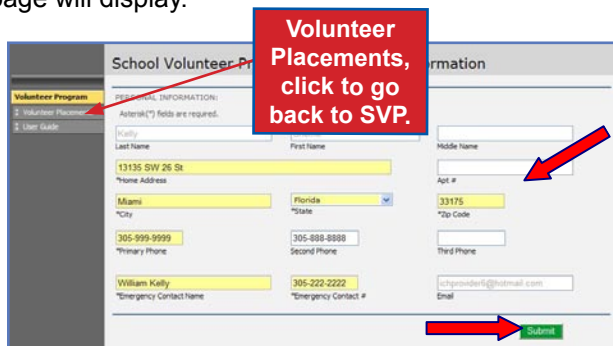 page will display.
Volunteer
Placements,
click to go
back to SVP.
School Volunteer Pr
rmation
Volunteer Program
Volunteer Placemen
User Guide
PERSONAL INFORMATION:
Asterisk(*) fields are required.
Kelly
Last Name
First Name
Middle Name
13135 SW 26 St
*Home Address
Apt #
Miami
Florida
33175
*City
*State
*Zip Code
305-999-9999
305-888-8888
*Primary Phone
Second Phone
Third Phone
William Kelly
305-222-2222
ichprovider6@hotmail.com
*Emergency Contact Name
*Emergency Contact #
Email
Submit